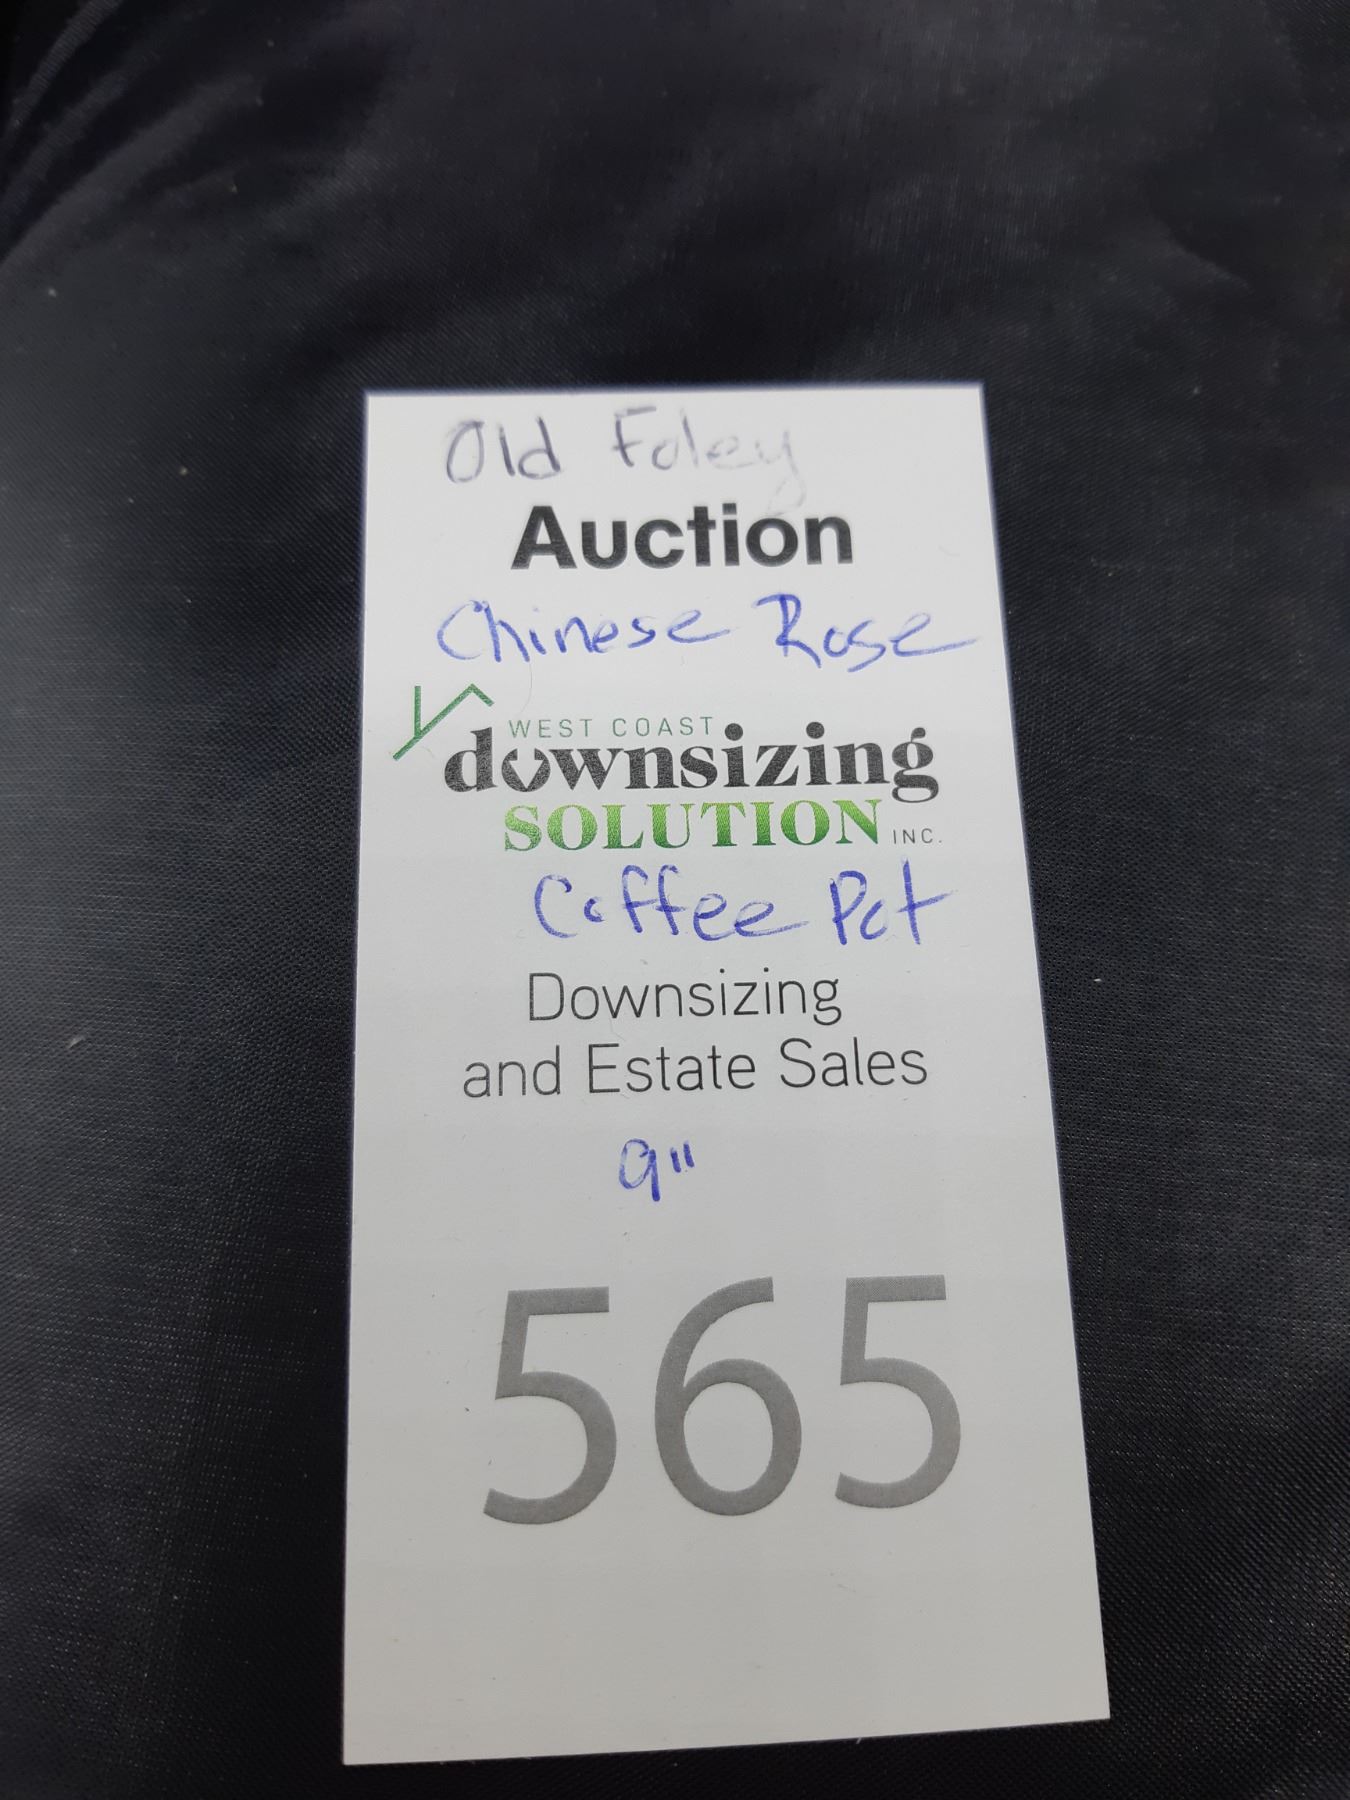 Old Foley
Auction
Chinese Rose
WEST COAST
downsizing
SOLUTION INC.
Coffee Pot
Downsizing
and Estate Sales
9"
565